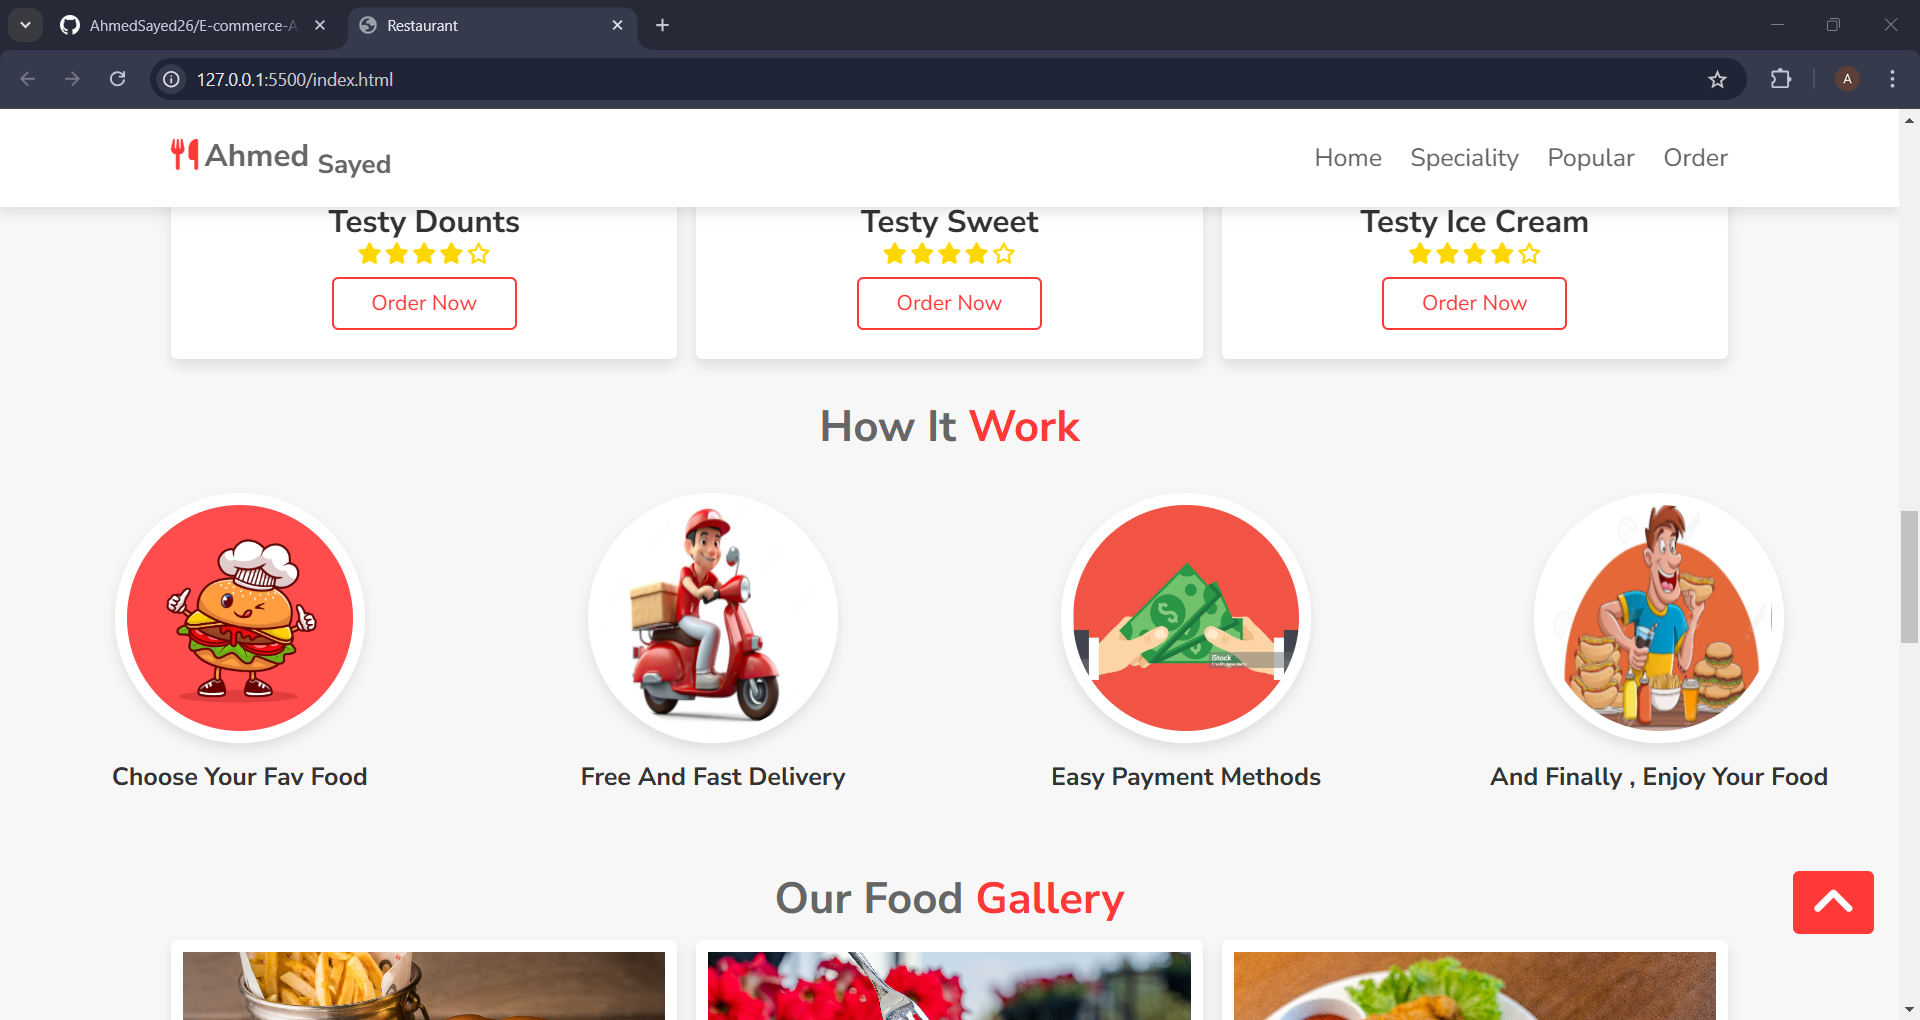 AhmedSayed26/E-commerce-A
Restaurant
127.0.0.1:5500/index.html
A
Ahmed Sayed
Home Speciality Popular Order
Testy Dounts
Testy Sweet
Testy Ice Cream
Order Now
Order Now
Order Now
How It Work
iStock
Choose Your Fav Food
Free And Fast Delivery
Easy Payment Methods
And Finally , Enjoy Your Food
Our Food Gallery